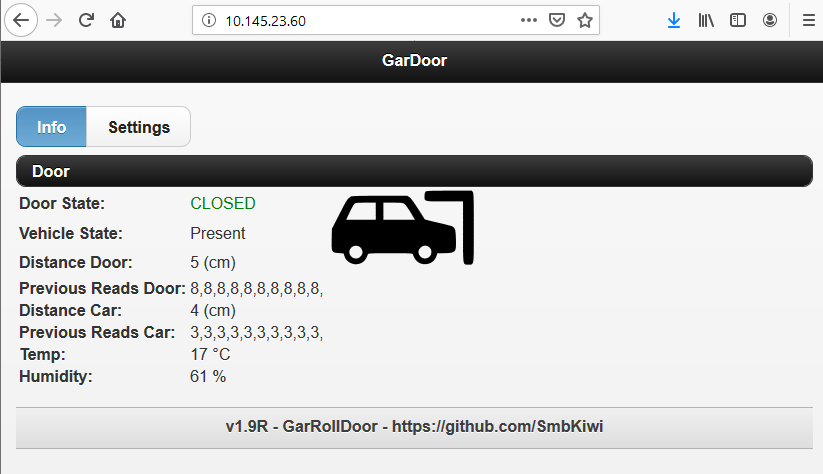 10.145.23.60
GarDoor
Info Settings
Door
Door State: CLOSED
Vehicle State: Present
Distance Door: 5 (cm)
Previous Reads Door: 8,8,8,8,8,8,8,8,8,8,
Distance Car: 4 (cm)
Previous Reads Car: 3,3,3,3,3,3,3,3,3,3,
Temp: 17 °C
Humidity: 61 %
v1.9R - GarRollDoor - https://github.com/SmbKiwi